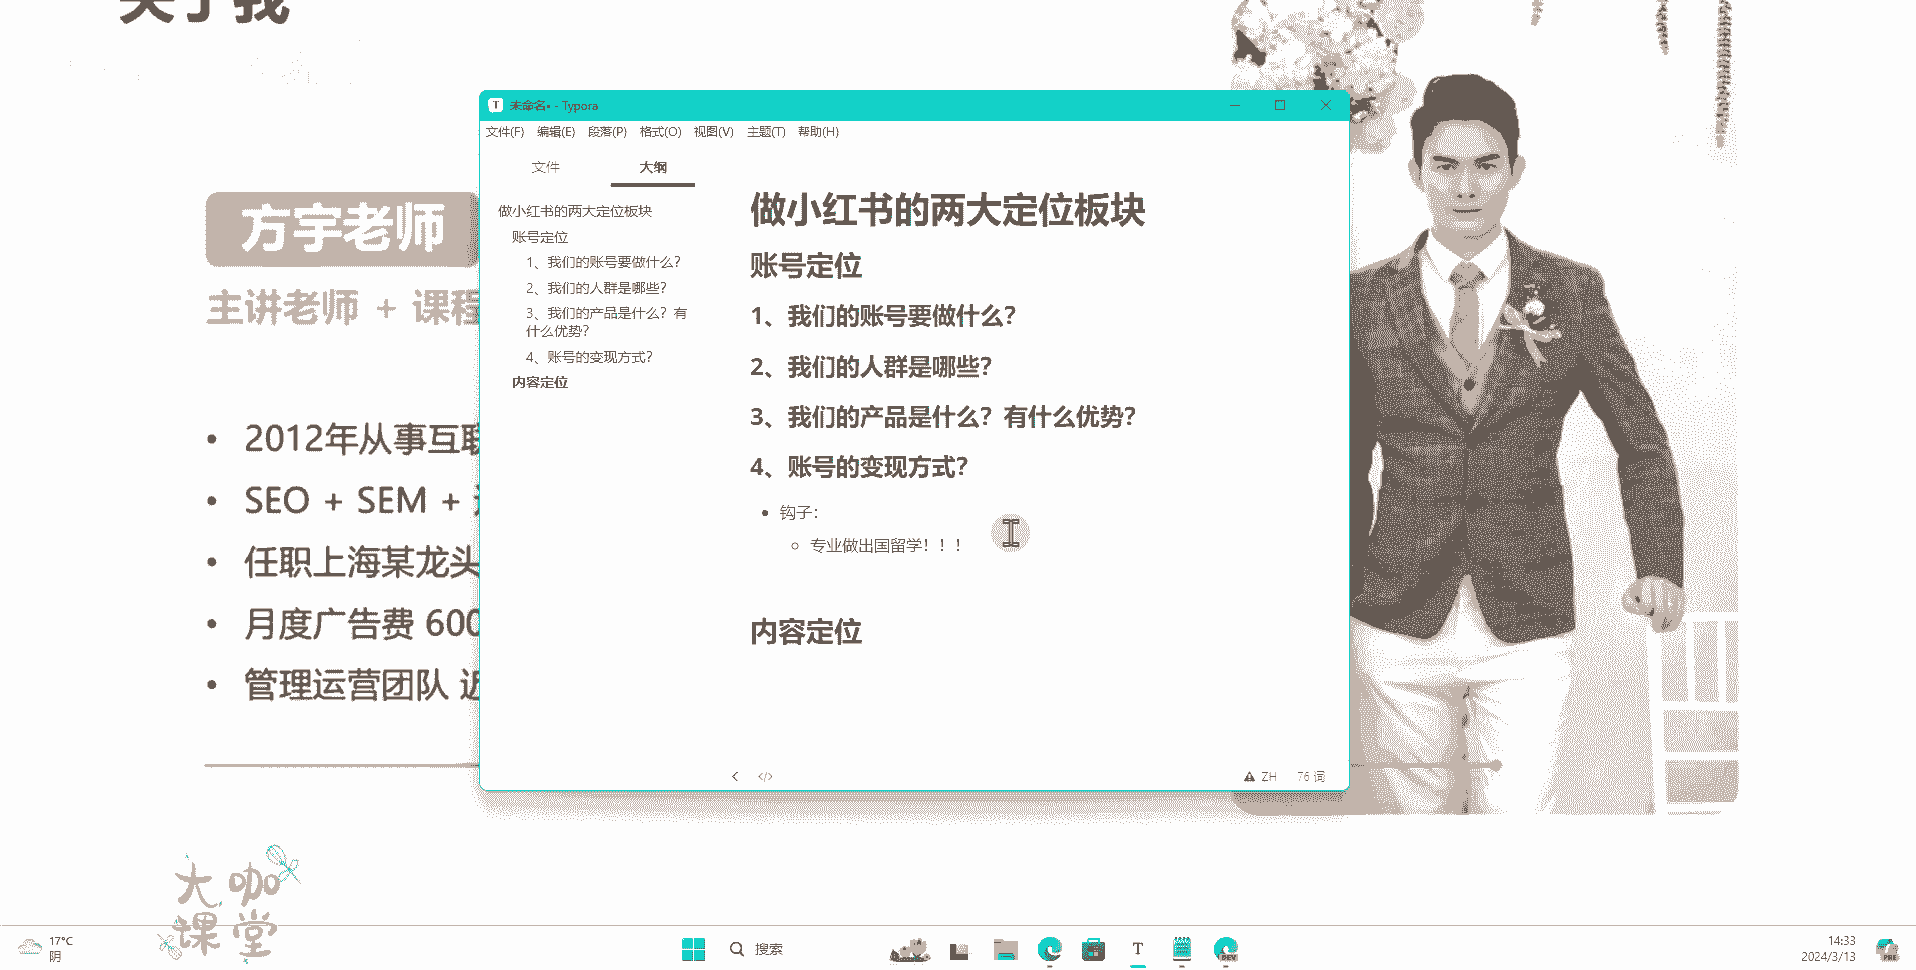 关于我
方宇老师
主讲老师 + 课程
• 2012年从事互联
• SEO + SEM +
• 任职上海某龙头
• 月度广告费 600
• 管理运营团队 近
未命名• - Typora
文件(F) 编辑(E) 段落(P) 格式(O) 视图(V) 主题(T) 帮助(H)
文件 大纲
做小红书的两大定位板块
账号定位
1、我们的账号要做什么？
2、我们的人群是哪些？
3、我们的产品是什么？有
什么优势？
4、账号的变现方式？
内容定位
做小红书的两大定位板块
账号定位
1、我们的账号要做什么？
2、我们的人群是哪些？
3、我们的产品是什么？有什么优势？
4、账号的变现方式？
• 钩子：
◦ 专业做出国留学！！！
内容定位
</> ZH 76 词
大咖
课堂
17°C
阴
搜索
T
DEV
14:33
2024/3/13
PRE